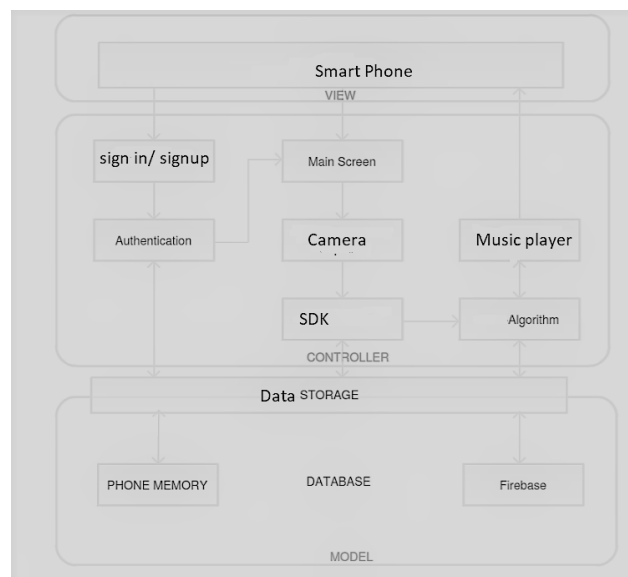 Smart Phone
VIEW
sign in/ signup
Main Screen
Authentication
Camera
Music player
SDK
Algorithm
CONTROLLER
Data STORAGE
PHONE MEMORY
DATABASE
Firebase
MODEL